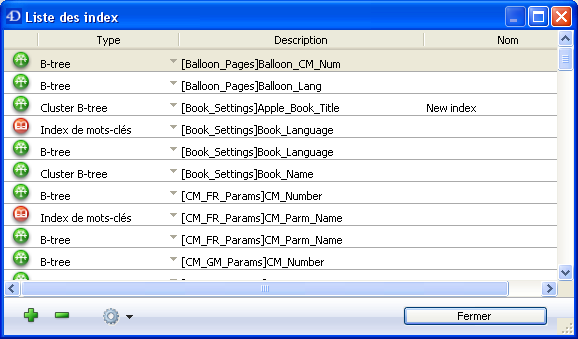 4D Liste des index
Type Description Nom
B-tree [Balloon_Pages]Balloon_CM_Num
B-tree [Balloon_Pages]Balloon_Lang
Cluster B-tree [Book_Settings]Apple_Book_Title New index
Index de mots-clés [Book_Settings]Book_Language
B-tree [Book_Settings]Book_Language
Cluster B-tree [Book_Settings]Book_Name
B-tree [CM_FR_Params]CM_Number
Index de mots-clés [CM_FR_Params]CM_Parm_Name
B-tree [CM_FR_Params]CM_Parm_Name
B-tree [CM_GM_Params]CM_Number
Fermer